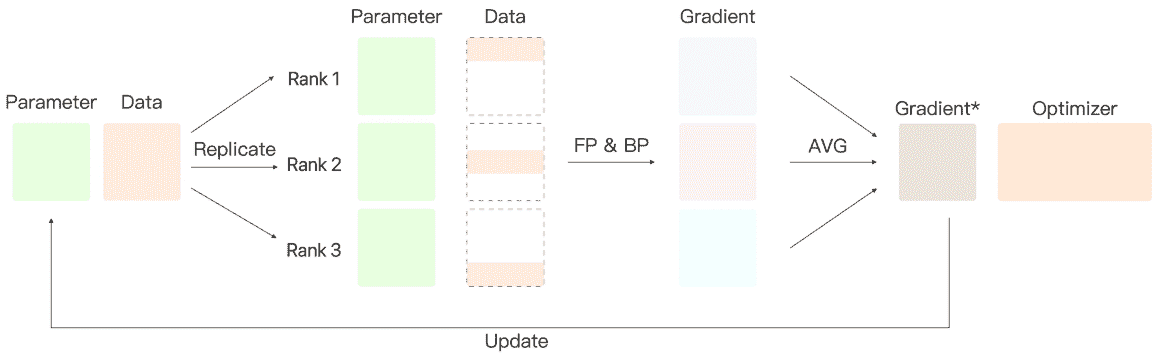 Parameter
Data
Replicate
Rank 1
Rank 2
Rank 3
Parameter
Data
FP & BP
Gradient
AVG
Gradient*
Optimizer
Update